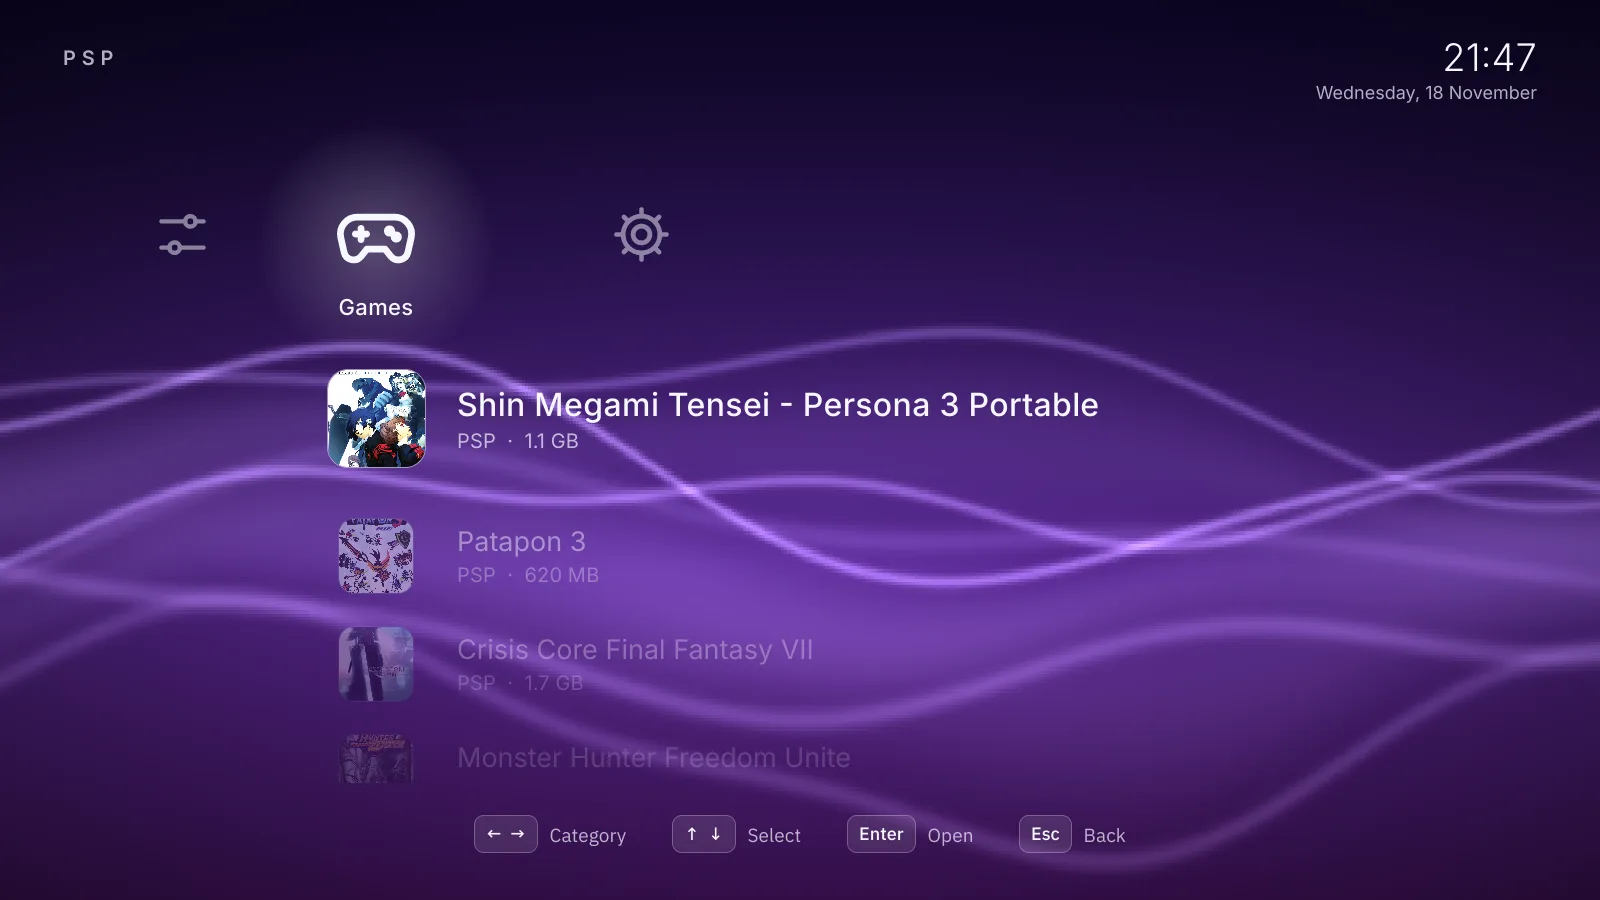 PSP
21:47
Wednesday, 18 November
Games
Shin Megami Tensei - Persona 3 Portable
PSP · 1.1 GB
Patapon 3
PSP · 620 MB
Crisis Core Final Fantasy VII
PSP · 1.7 GB
Monster Hunter Freedom Unite
← → Category ↑ ↓ Select Enter Open Esc Back